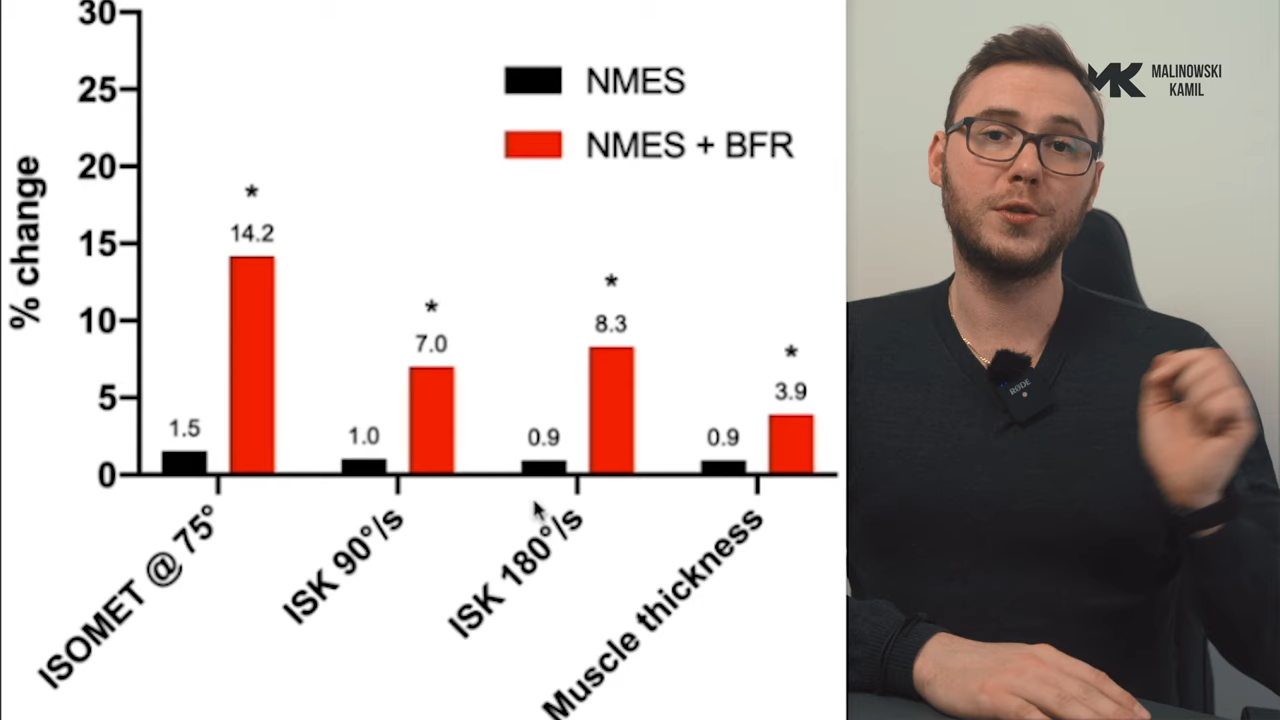 30
25
20
15
10
5
0
% change
NMES
NMES + BFR
*
14.2
1.5
*
7.0
1.0
*
8.3
0.9
*
3.9
0.9
ISOMET @ 75°
ISK 90°/s
ISK 180°/s
Muscle thickness
MK
MALINOWSKI
KAMIL
RØDE